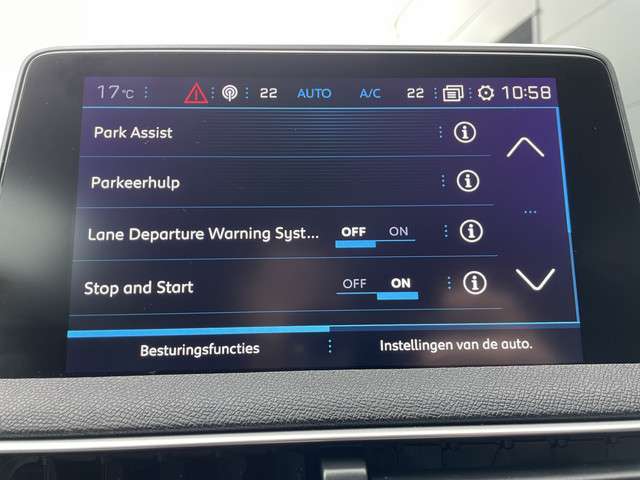 17°C 22 AUTO A/C 22 10:58
Park Assist
Parkeerhulp
Lane Departure Warning Syst... OFF ON
Stop and Start OFF ON
Besturingsfuncties Instellingen van de auto.